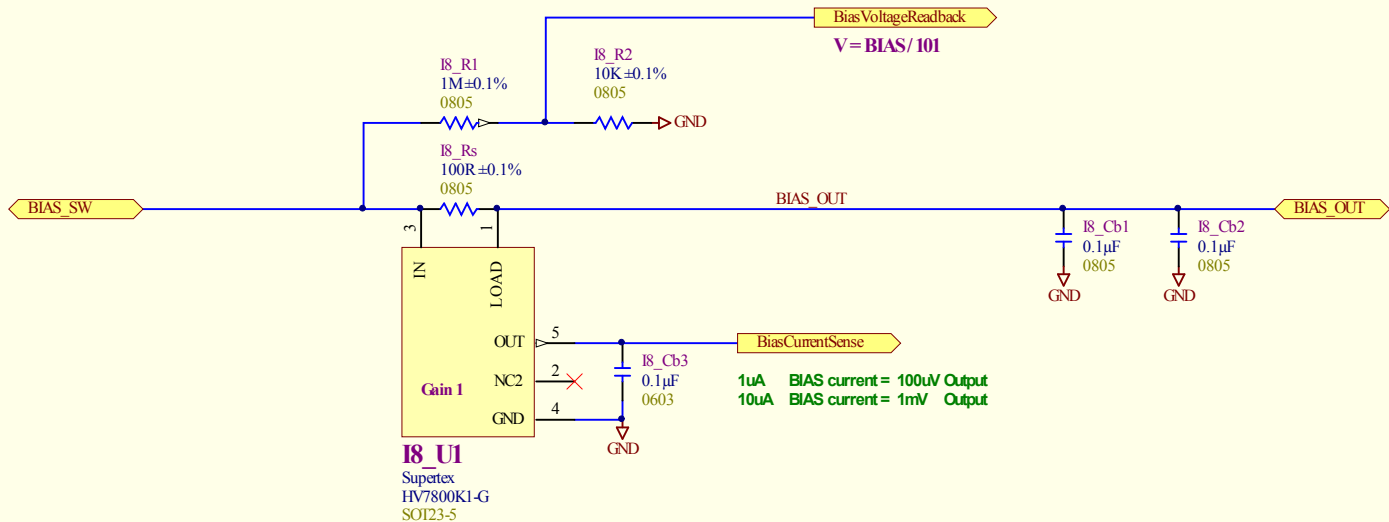 BiasVoltageReadback
V = BIAS / 101
I8_R1
1M±0.1%
0805
I8_R2
10K±0.1%
0805
GND
I8_Rs
100R±0.1%
0805
BIAS_SW
BIAS_OUT
BIAS_OUT
3
1
IN
LOAD
I8_Cb1
0.1µF
0805
GND
I8_Cb2
0.1µF
0805
GND
OUT
5
NC2
2
GND
4
Gain 1
BiasCurrentSense
I8_Cb3
0.1µF
0603
GND
1uA BIAS current = 100uV Output
10uA BIAS current = 1mV Output
I8_U1
Supertex
HV7800K1-G
SOT23-5